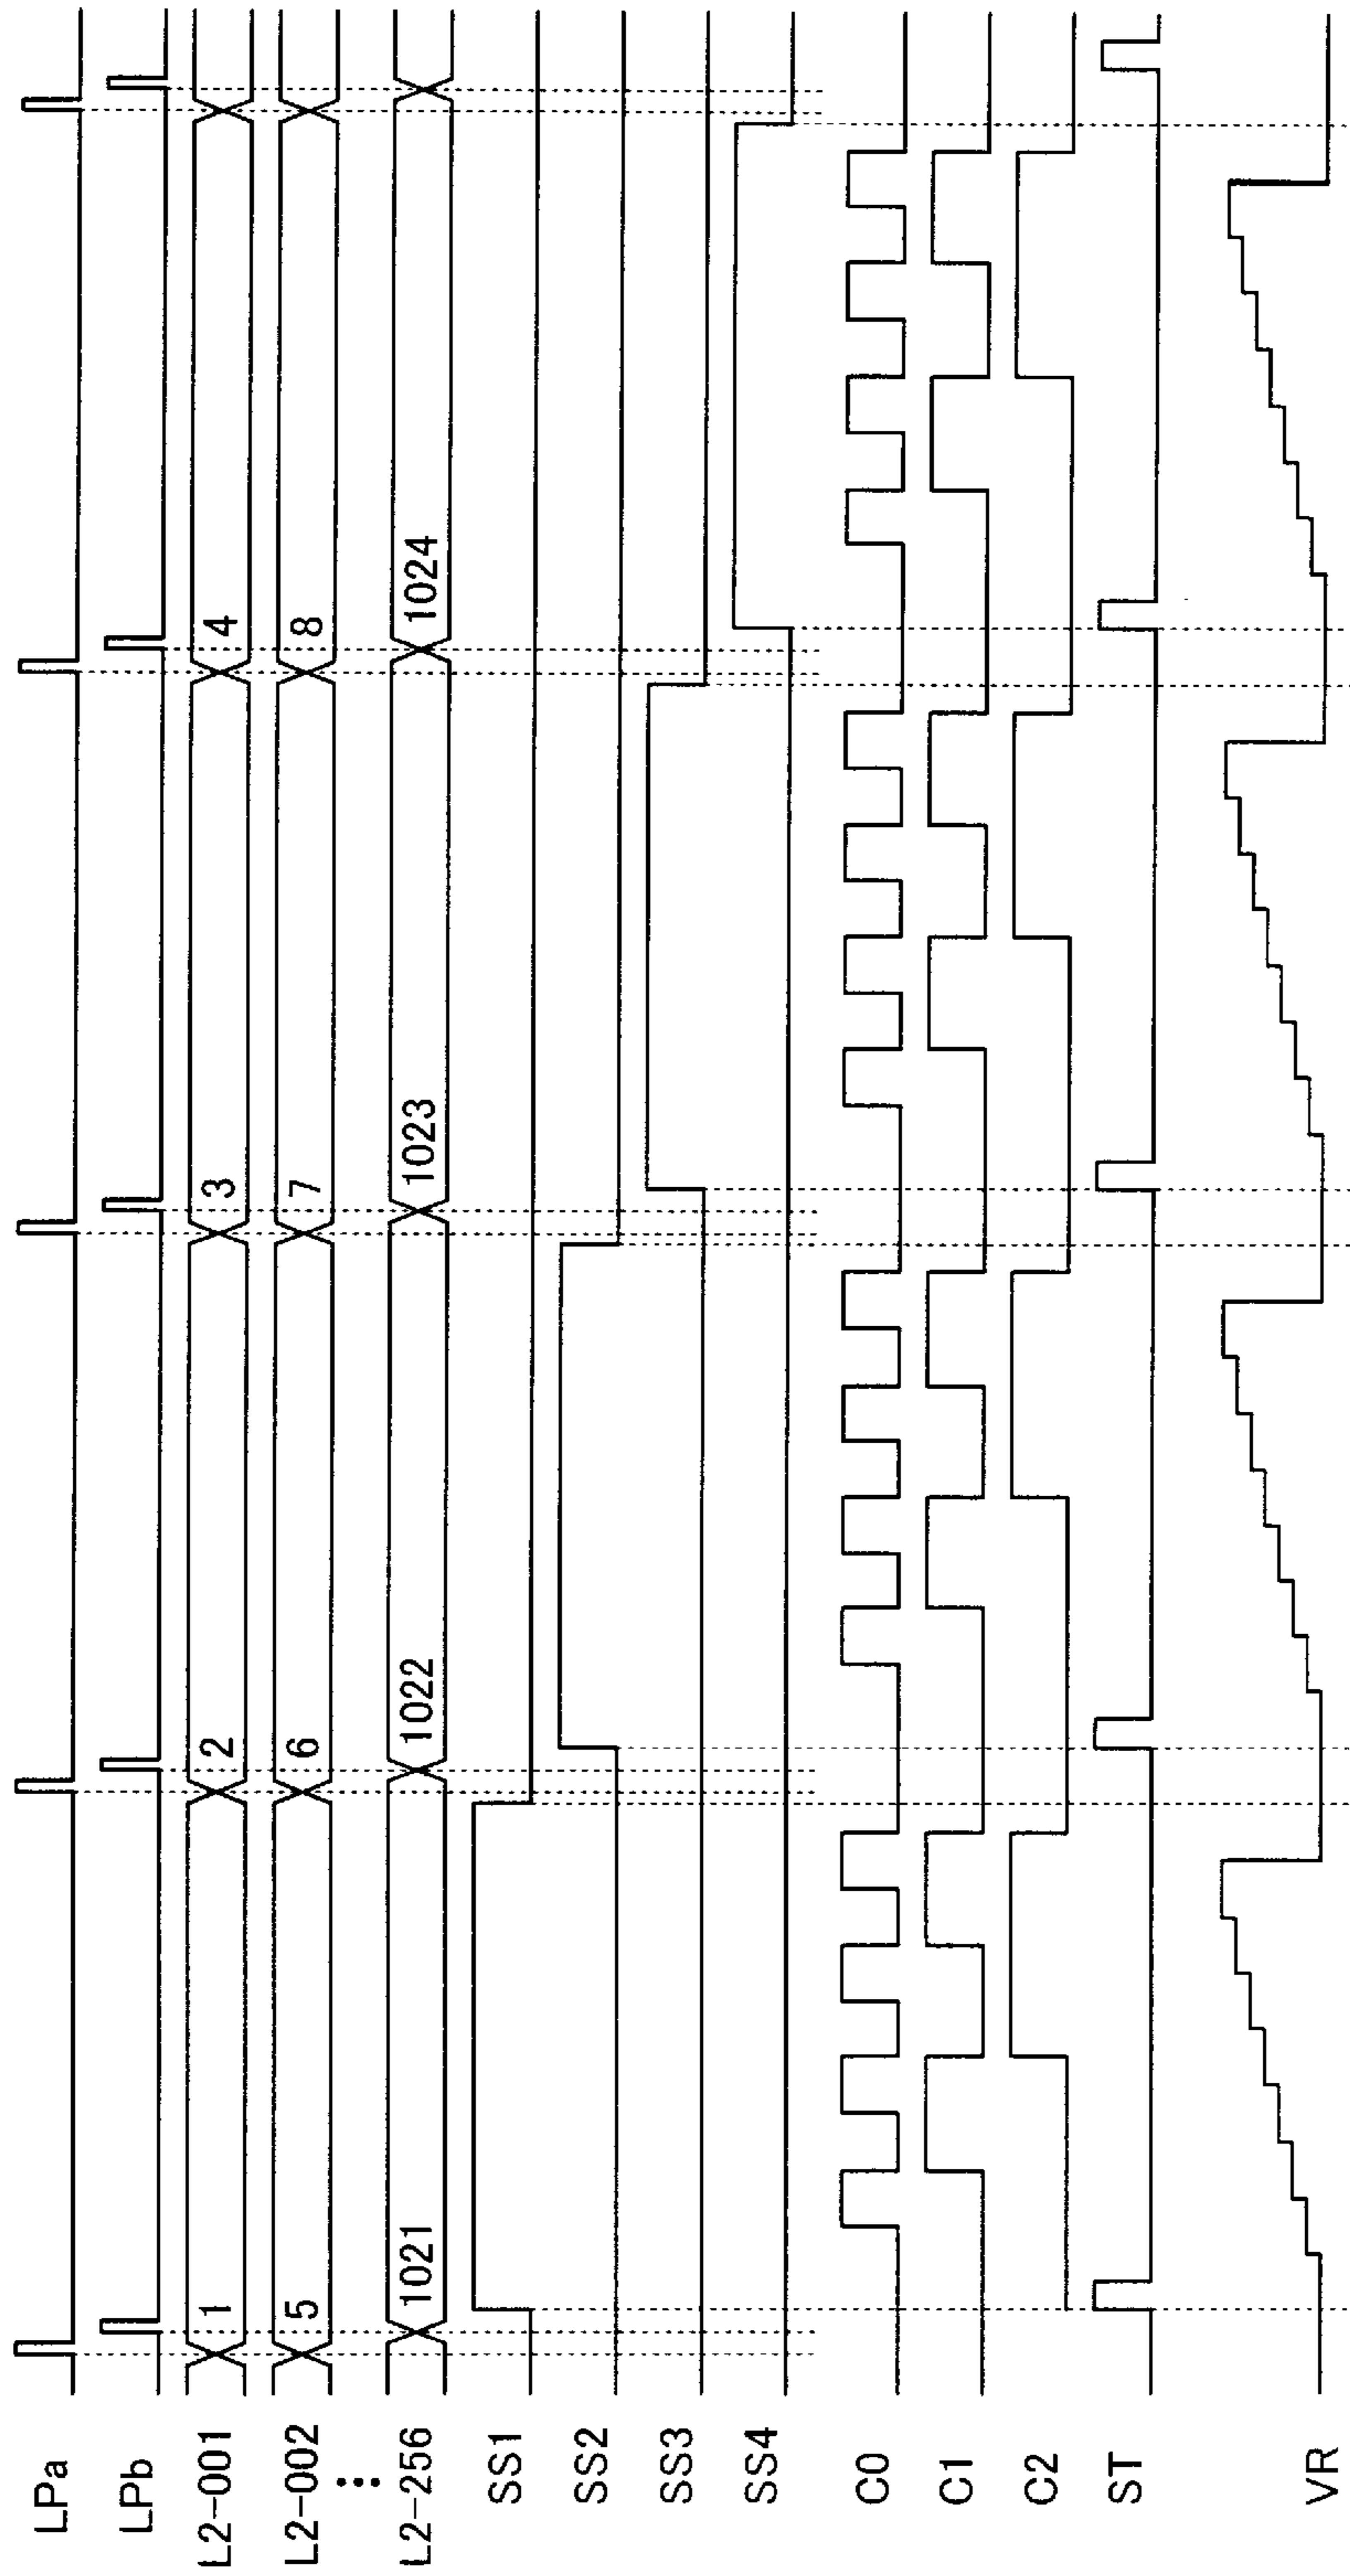 LPa
LPb
L2-001 1 2 3 4
L2-002 5 6 7 8
⋮
L2-256 1021 1022 1023 1024
SS1
SS2
SS3
SS4
C0
C1
C2
ST
VR